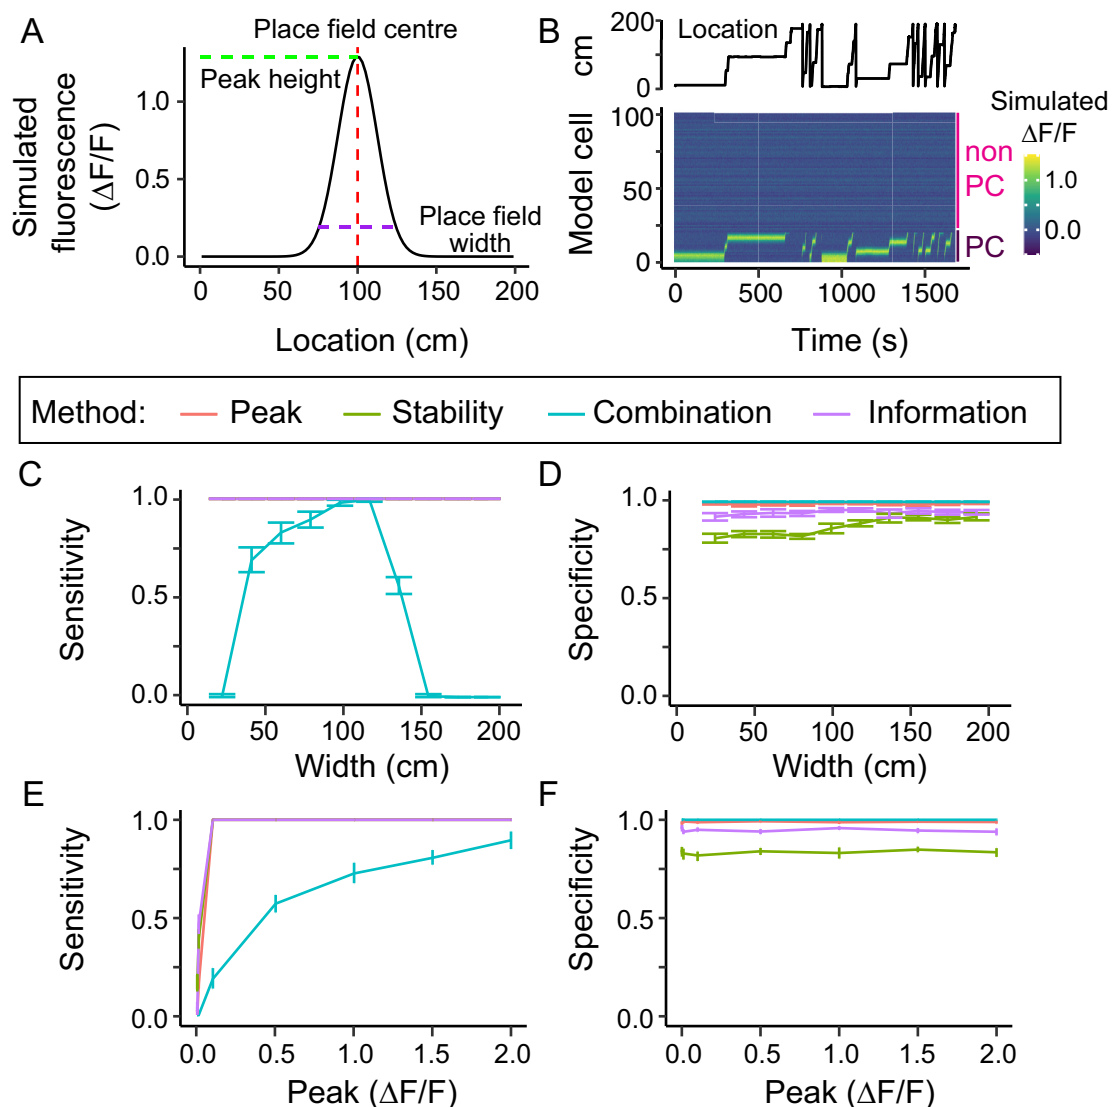 A
Place field centre
Peak height
Place field
width
Simulated
fluorescence
(ΔF/F)
1.0
0.5
0.0
0 50 100 150 200
Location (cm)
B
Location
cm
200
0
Model cell
100
50
0
non
PC
PC
Simulated
ΔF/F
1.0
0.0
0 500 1000 1500
Time (s)
Method: Peak Stability Combination Information
C
Sensitivity
1.0
0.5
0.0
0 50 100 150 200
Width (cm)
D
Specificity
1.0
0.5
0.0
0 50 100 150 200
Width (cm)
E
Sensitivity
1.0
0.5
0.0
0.0 0.5 1.0 1.5 2.0
Peak (ΔF/F)
F
Specificity
1.0
0.5
0.0
0.0 0.5 1.0 1.5 2.0
Peak (ΔF/F)